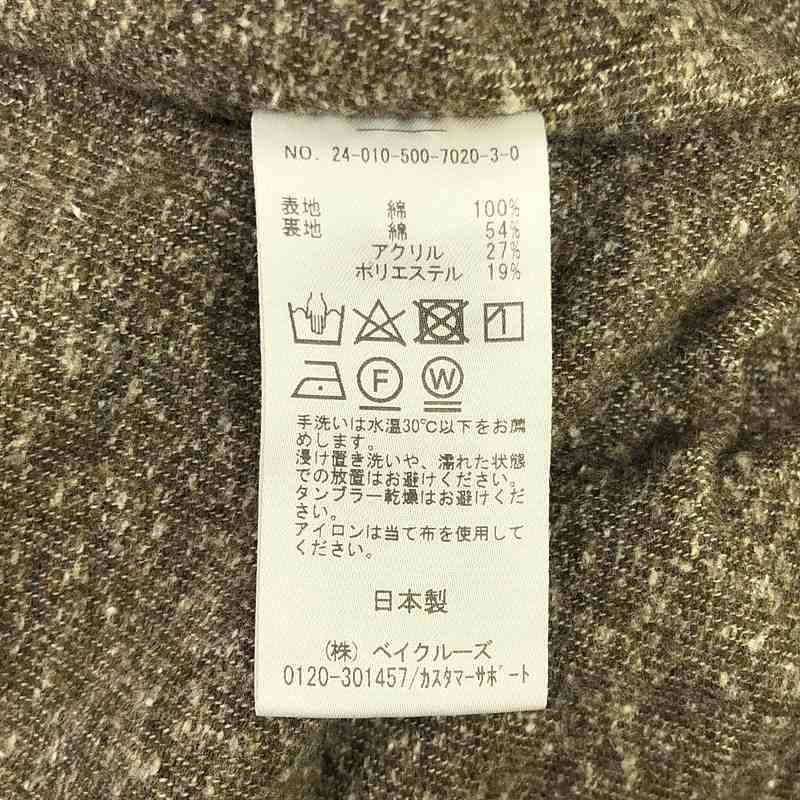 NO. 24-010-500-7020-3-0
表地 綿 100%
裏地 綿 54%
アクリル 27%
ポリエステル 19%
F W
手洗いは水温30℃以下をお薦
めします。
浸け置き洗いや、濡れた状態
での放置はお避けください。
タンブラー乾燥はお避けくだ
さい。
アイロンは当て布を使用して
ください。
日本製
(株) ベイクルーズ
0120-301457/ｶｽﾀﾏｰｻﾎﾟｰﾄ